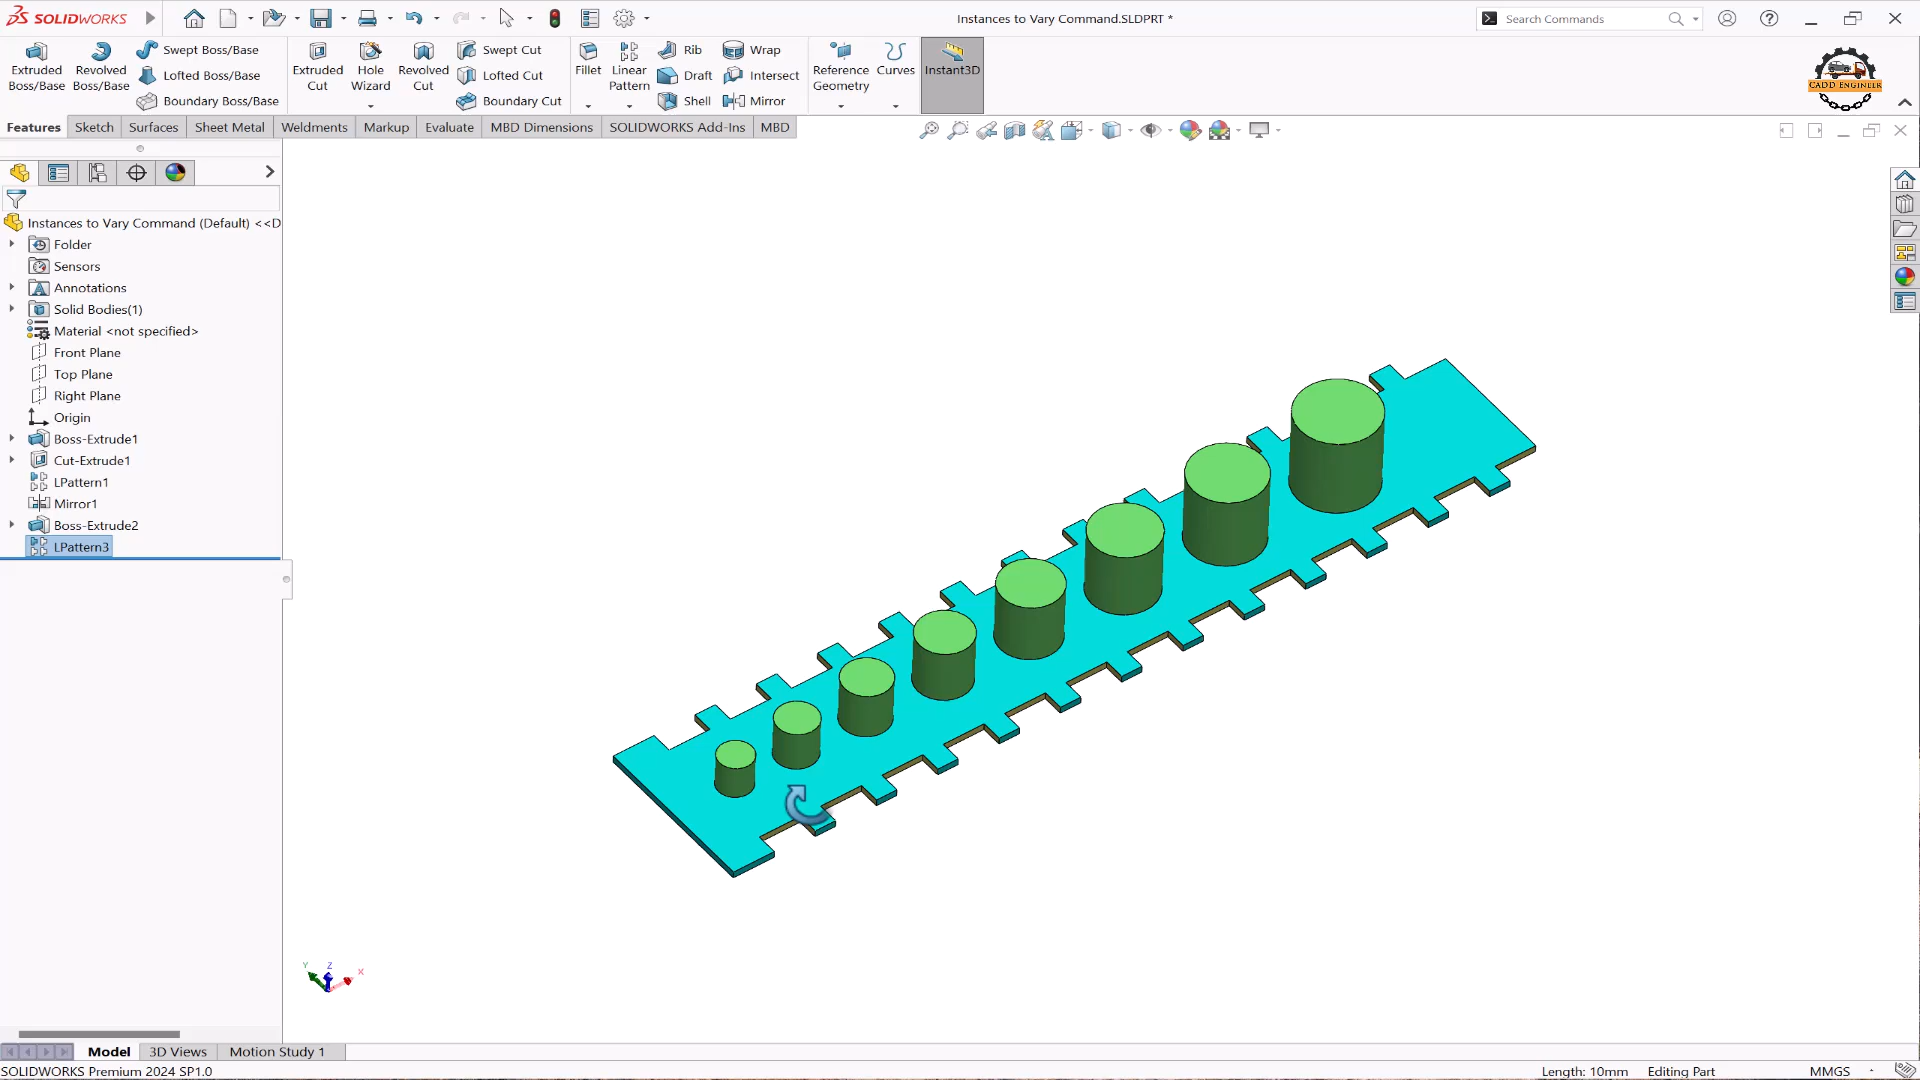 SOLIDWORKS
Instances to Vary Command.SLDPRT *
Search Commands
Extruded Boss/Base
Revolved Boss/Base
Swept Boss/Base
Lofted Boss/Base
Boundary Boss/Base
Extruded Cut
Hole Wizard
Revolved Cut
Swept Cut
Lofted Cut
Boundary Cut
Fillet
Linear Pattern
Rib
Draft
Shell
Wrap
Intersect
Mirror
Reference Geometry
Curves
Instant3D
CADD ENGINEER
Features
Sketch
Surfaces
Sheet Metal
Weldments
Markup
Evaluate
MBD Dimensions
SOLIDWORKS Add-Ins
MBD
Instances to Vary Command (Default) <<D
Folder
Sensors
Annotations
Solid Bodies(1)
Material <not specified>
Front Plane
Top Plane
Right Plane
Origin
Boss-Extrude1
Cut-Extrude1
LPattern1
Mirror1
Boss-Extrude2
LPattern3
Y
Z
X
Model
3D Views
Motion Study 1
SOLIDWORKS Premium 2024 SP1.0
Length: 10mm
Editing Part
MMGS